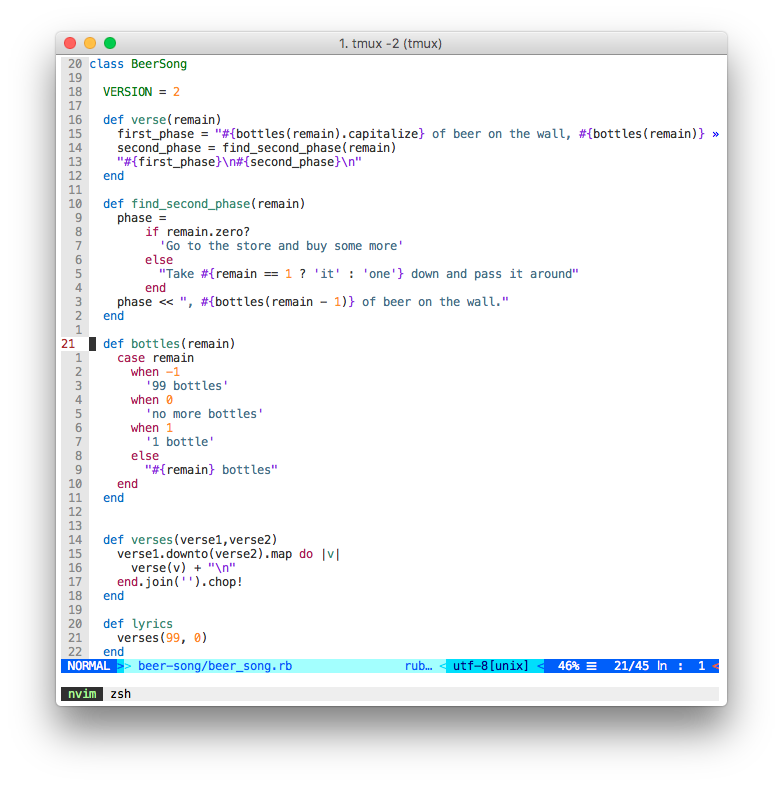 1. tmux -2 (tmux)
20 class BeerSong
19
18   VERSION = 2
17
16   def verse(remain)
15     first_phase = "#{bottles(remain).capitalize} of beer on the wall, #{bottles(remain)} »
14     second_phase = find_second_phase(remain)
13     "#{first_phase}\n#{second_phase}\n"
12   end
11
10   def find_second_phase(remain)
9     phase =
8         if remain.zero?
7           'Go to the store and buy some more'
6         else
5           "Take #{remain == 1 ? 'it' : 'one'} down and pass it around"
4         end
3     phase << ", #{bottles(remain - 1)} of beer on the wall."
2   end
1
21   def bottles(remain)
1     case remain
2       when -1
3         '99 bottles'
4       when 0
5         'no more bottles'
6       when 1
7         '1 bottle'
8       else
9         "#{remain} bottles"
10     end
11   end
12
13
14   def verses(verse1,verse2)
15     verse1.downto(verse2).map do |v|
16       verse(v) + "\n"
17     end.join('').chop!
18   end
19
20   def lyrics
21     verses(99, 0)
22   end
NORMAL >> beer-song/beer_song.rb rub… < utf-8[unix] < 46% ☰ 21/45 ㏑ : 1 <
nvim zsh